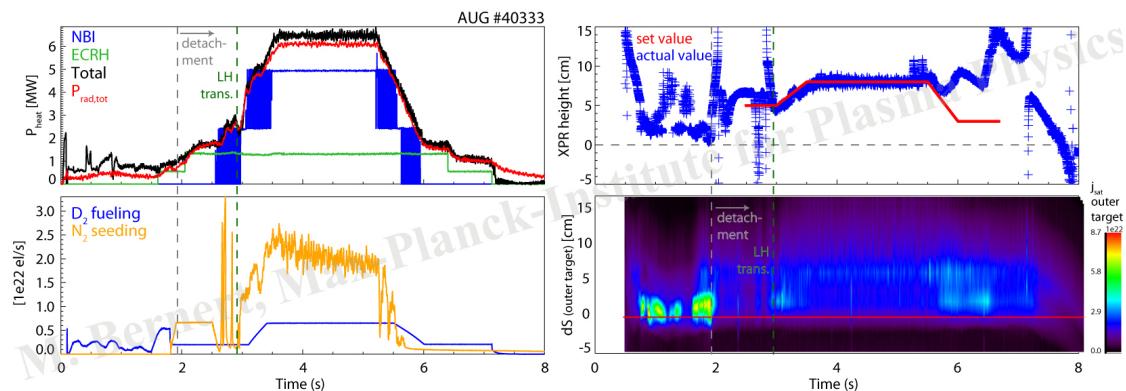 AUG #40333
NBI
ECRH
Total
P rad,tot
detach-
ment
LH
trans.
P heat [MW]
6
5
4
3
2
1
0
set value
actual value
XPR height [cm]
15
10
5
0
-5
D2 fueling
N2 seeding
[1e22 el/s]
3.0
2.5
2.0
1.5
1.0
0.5
0.0
0 2 4 6 8
Time (s)
detach-
ment
LH
trans.
dS (outer target) [cm]
15
10
5
0
-5
0 2 4 6 8
Time (s)
j sat
outer
target
1e22
8.7
5.8
2.9
0.0
M. Bernert, Max-Planck-Institute for Plasma Physics